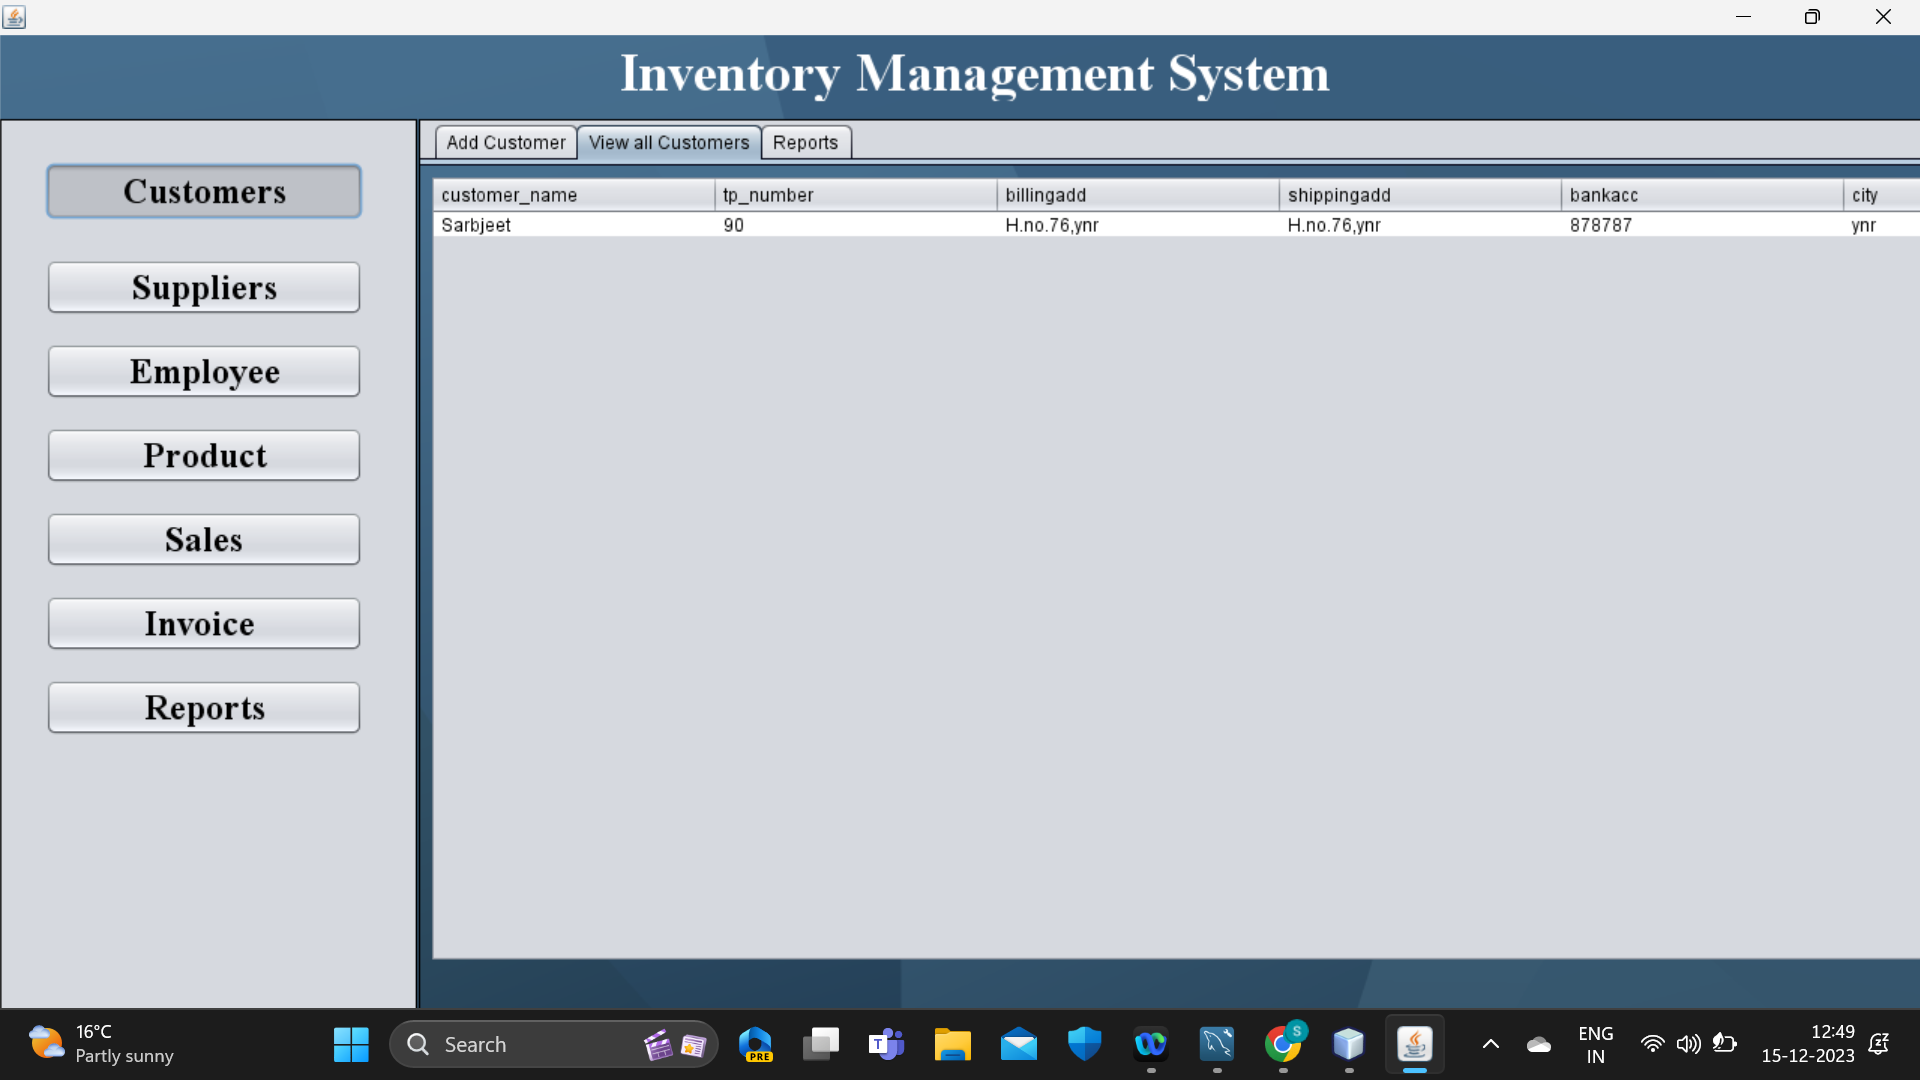 Inventory Management System
Add Customer View all Customers Reports
customer_name tp_number billingadd shippingadd bankacc city
Sarbjeet 90 H.no.76,ynr H.no.76,ynr 878787 ynr
Customers
Suppliers
Employee
Product
Sales
Invoice
Reports
16°C
Partly sunny
Search
PRE
T
S
ENG
IN
12:49
15-12-2023